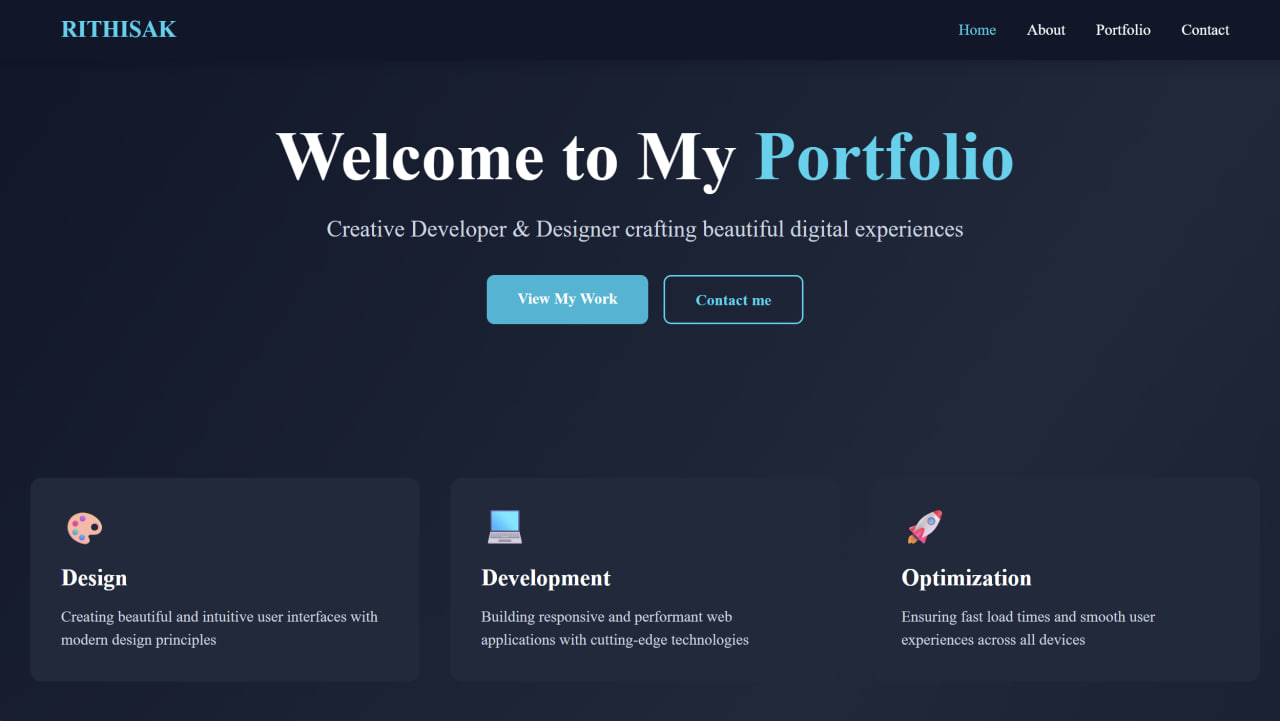 RITHISAK
Home
About
Portfolio
Contact
Welcome to My Portfolio
Creative Developer & Designer crafting beautiful digital experiences
View My Work
Contact me
Design
Creating beautiful and intuitive user interfaces with
modern design principles
Development
Building responsive and performant web
applications with cutting-edge technologies
Optimization
Ensuring fast load times and smooth user
experiences across all devices